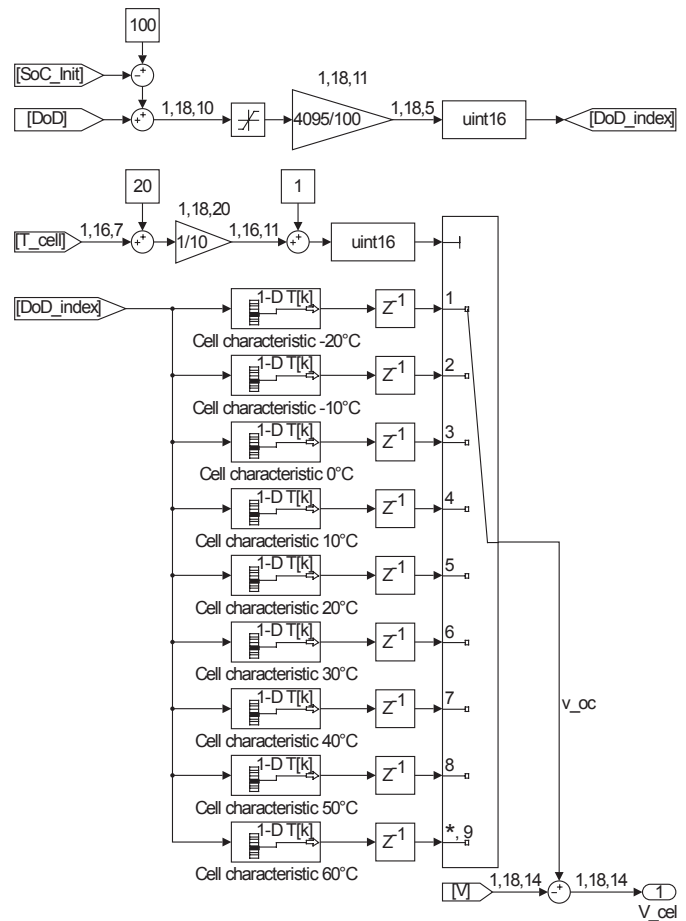 100
[SoC_Init]
− +
1,18,11
[DoD]
+ +
1,18,10
4095/100
1,18,5
uint16
[DoD_index]
20
1
1,18,20
[T_cell]
1,16,7
+ +
1/10
1,16,11
+ +
uint16
[DoD_index]
1-D T[k]
Z-1
1
Cell characteristic -20°C
1-D T[k]
Z-1
2
Cell characteristic -10°C
1-D T[k]
Z-1
3
Cell characteristic 0°C
1-D T[k]
Z-1
4
Cell characteristic 10°C
1-D T[k]
Z-1
5
Cell characteristic 20°C
1-D T[k]
Z-1
6
Cell characteristic 30°C
1-D T[k]
Z-1
7
v_oc
Cell characteristic 40°C
1-D T[k]
Z-1
8
Cell characteristic 50°C
1-D T[k]
Z-1
*, 9
Cell characteristic 60°C
[V]
1,18,14
− +
1,18,14
1
V_cel